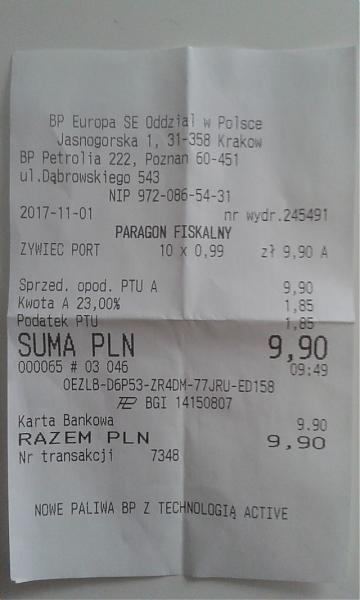 BP Europa SE Oddzial w Polsce
Jasnogorska 1, 31-358 Krakow
BP Petrolia 222, Poznan 60-451
ul.Dąbrowskiego 543
NIP 972-086-54-31
2017-11-01 nr wydr.245491
PARAGON FISKALNY
ZYWIEC PORT 10 x 0,99 zł 9,90 A
Sprzed. opod. PTU A 9,90
Kwota A 23,00% 1,85
Podatek PTU 1,85
SUMA PLN 9,90
000065 # 03 046 09:49
OEZLB-D6P53-ZR4DM-77JRU-ED158
BGI 14150807
Karta Bankowa 9.90
RAZEM PLN 9,90
Nr transakcji 7348
NOWE PALIWA BP Z TECHNOLOGIĄ ACTIVE